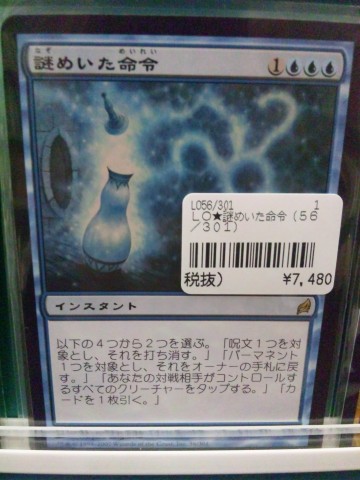 なぞ めいれい
謎めいた命令 1
LO56/301 1
LO★謎めいた命令(56
/301)
税抜) ¥7,480
インスタント
以下の4つから2つを選ぶ。「呪文1つを対
象とし、それを打ち消す。」「パーマネント
1つを対象とし、それをオーナーの手札に戻
す。」「あなたの対戦相手がコントロールす
るすべてのクリーチャーをタップする。」「カ
ードを1枚引く。」